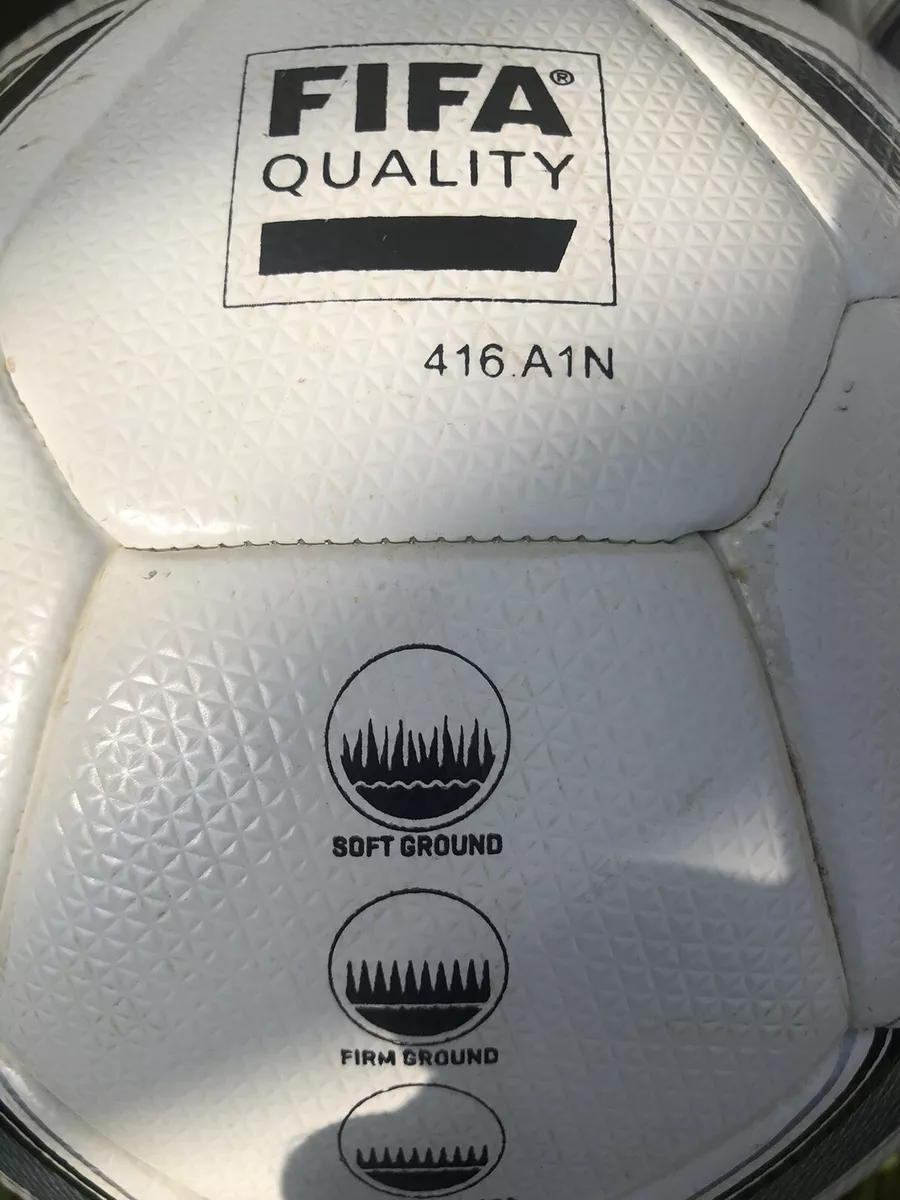 FIFA®
QUALITY
416.A1N
SOFT GROUND
FIRM GROUND